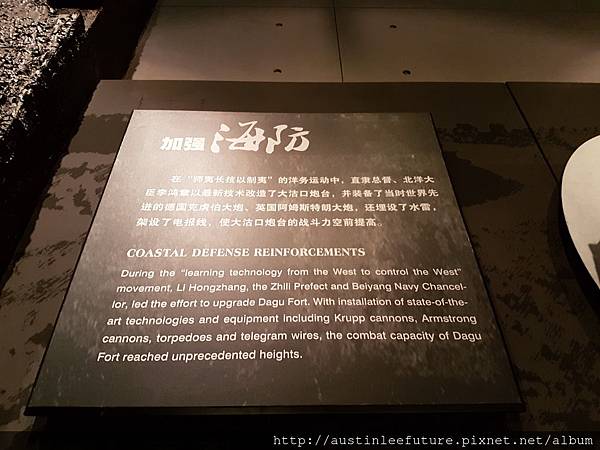 加强海防
在“师夷长技以制夷”的洋务运动中，直隶总督、北洋大
臣李鸿章以最新技术改造了大沽口炮台，并装备了当时世界先
进的德国克虏伯大炮、英国阿姆斯特朗大炮，还埋设了水雷，
架设了电报线，使大沽口炮台的战斗力空前提高。
COASTAL DEFENSE REINFORCEMENTS
During the “learning technology from the West to control the West”
movement, Li Hongzhang, the Zhili Prefect and Beiyang Navy Chancel-
lor, led the effort to upgrade Dagu Fort. With installation of state-of-the-
art technologies and equipment including Krupp cannons, Armstrong
cannons, torpedoes and telegram wires, the combat capacity of Dagu
Fort reached unprecedented heights.
http://austinleefuture.pixnet.net/album